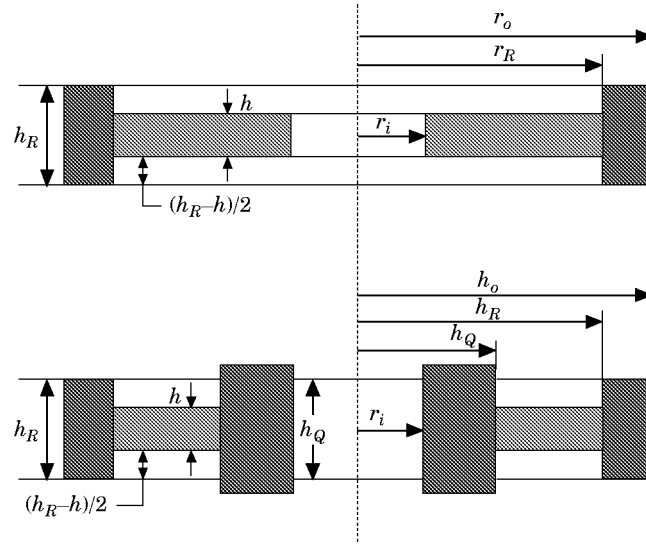 r_o
r_R
h
h_R
r_i
(h_R–h)/2
h_o
h_R
h_Q
h
h_R
h_Q
r_i
(h_R–h)/2